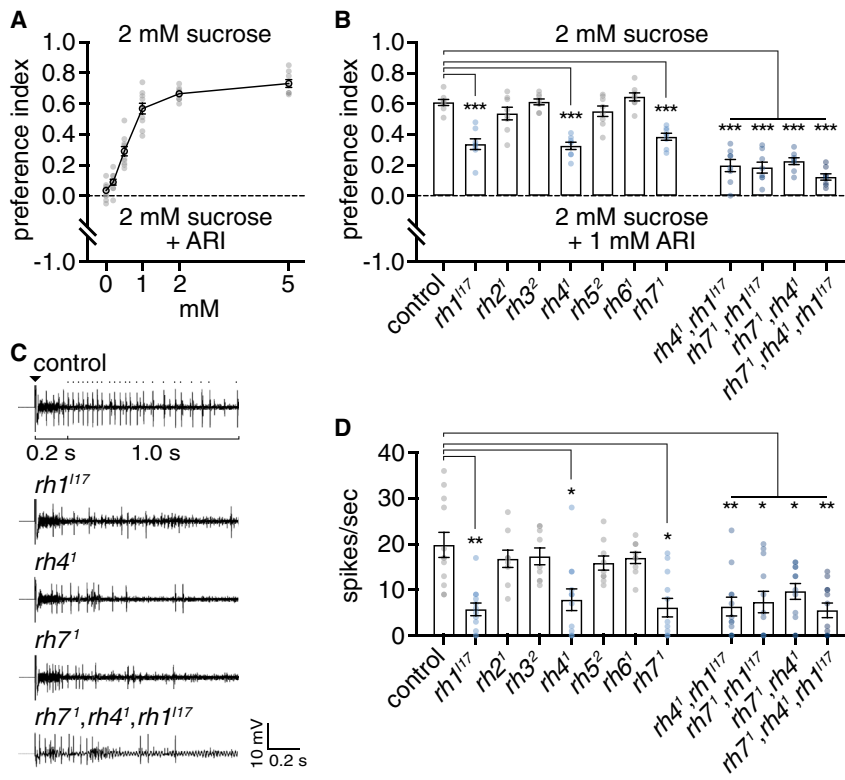 A
2 mM sucrose
preference index
1.0
0.8
0.6
0.4
0.2
0.0
-1.0
2 mM sucrose
+ ARI
0 1 2 5
mM
B
2 mM sucrose
preference index
1.0
0.8
0.6
0.4
0.2
0.0
-1.0
*** *** ***
*** *** *** ***
2 mM sucrose
+ 1 mM ARI
control
rh1^I17
rh2^1
rh3^2
rh4^1
rh5^2
rh6^1
rh7^1
rh4^1,rh1^I17
rh7^1,rh1^I17
rh7^1,rh4^1
rh7^1,rh4^1,rh1^I17
C
control
0.2 s 1.0 s
rh1^I17
rh4^1
rh7^1
rh7^1,rh4^1,rh1^I17
10 mV
0.2 s
D
spikes/sec
40
30
20
10
0
** * *
** * * **
control
rh1^I17
rh2^1
rh3^2
rh4^1
rh5^2
rh6^1
rh7^1
rh4^1,rh1^I17
rh7^1,rh1^I17
rh7^1,rh4^1
rh7^1,rh4^1,rh1^I17